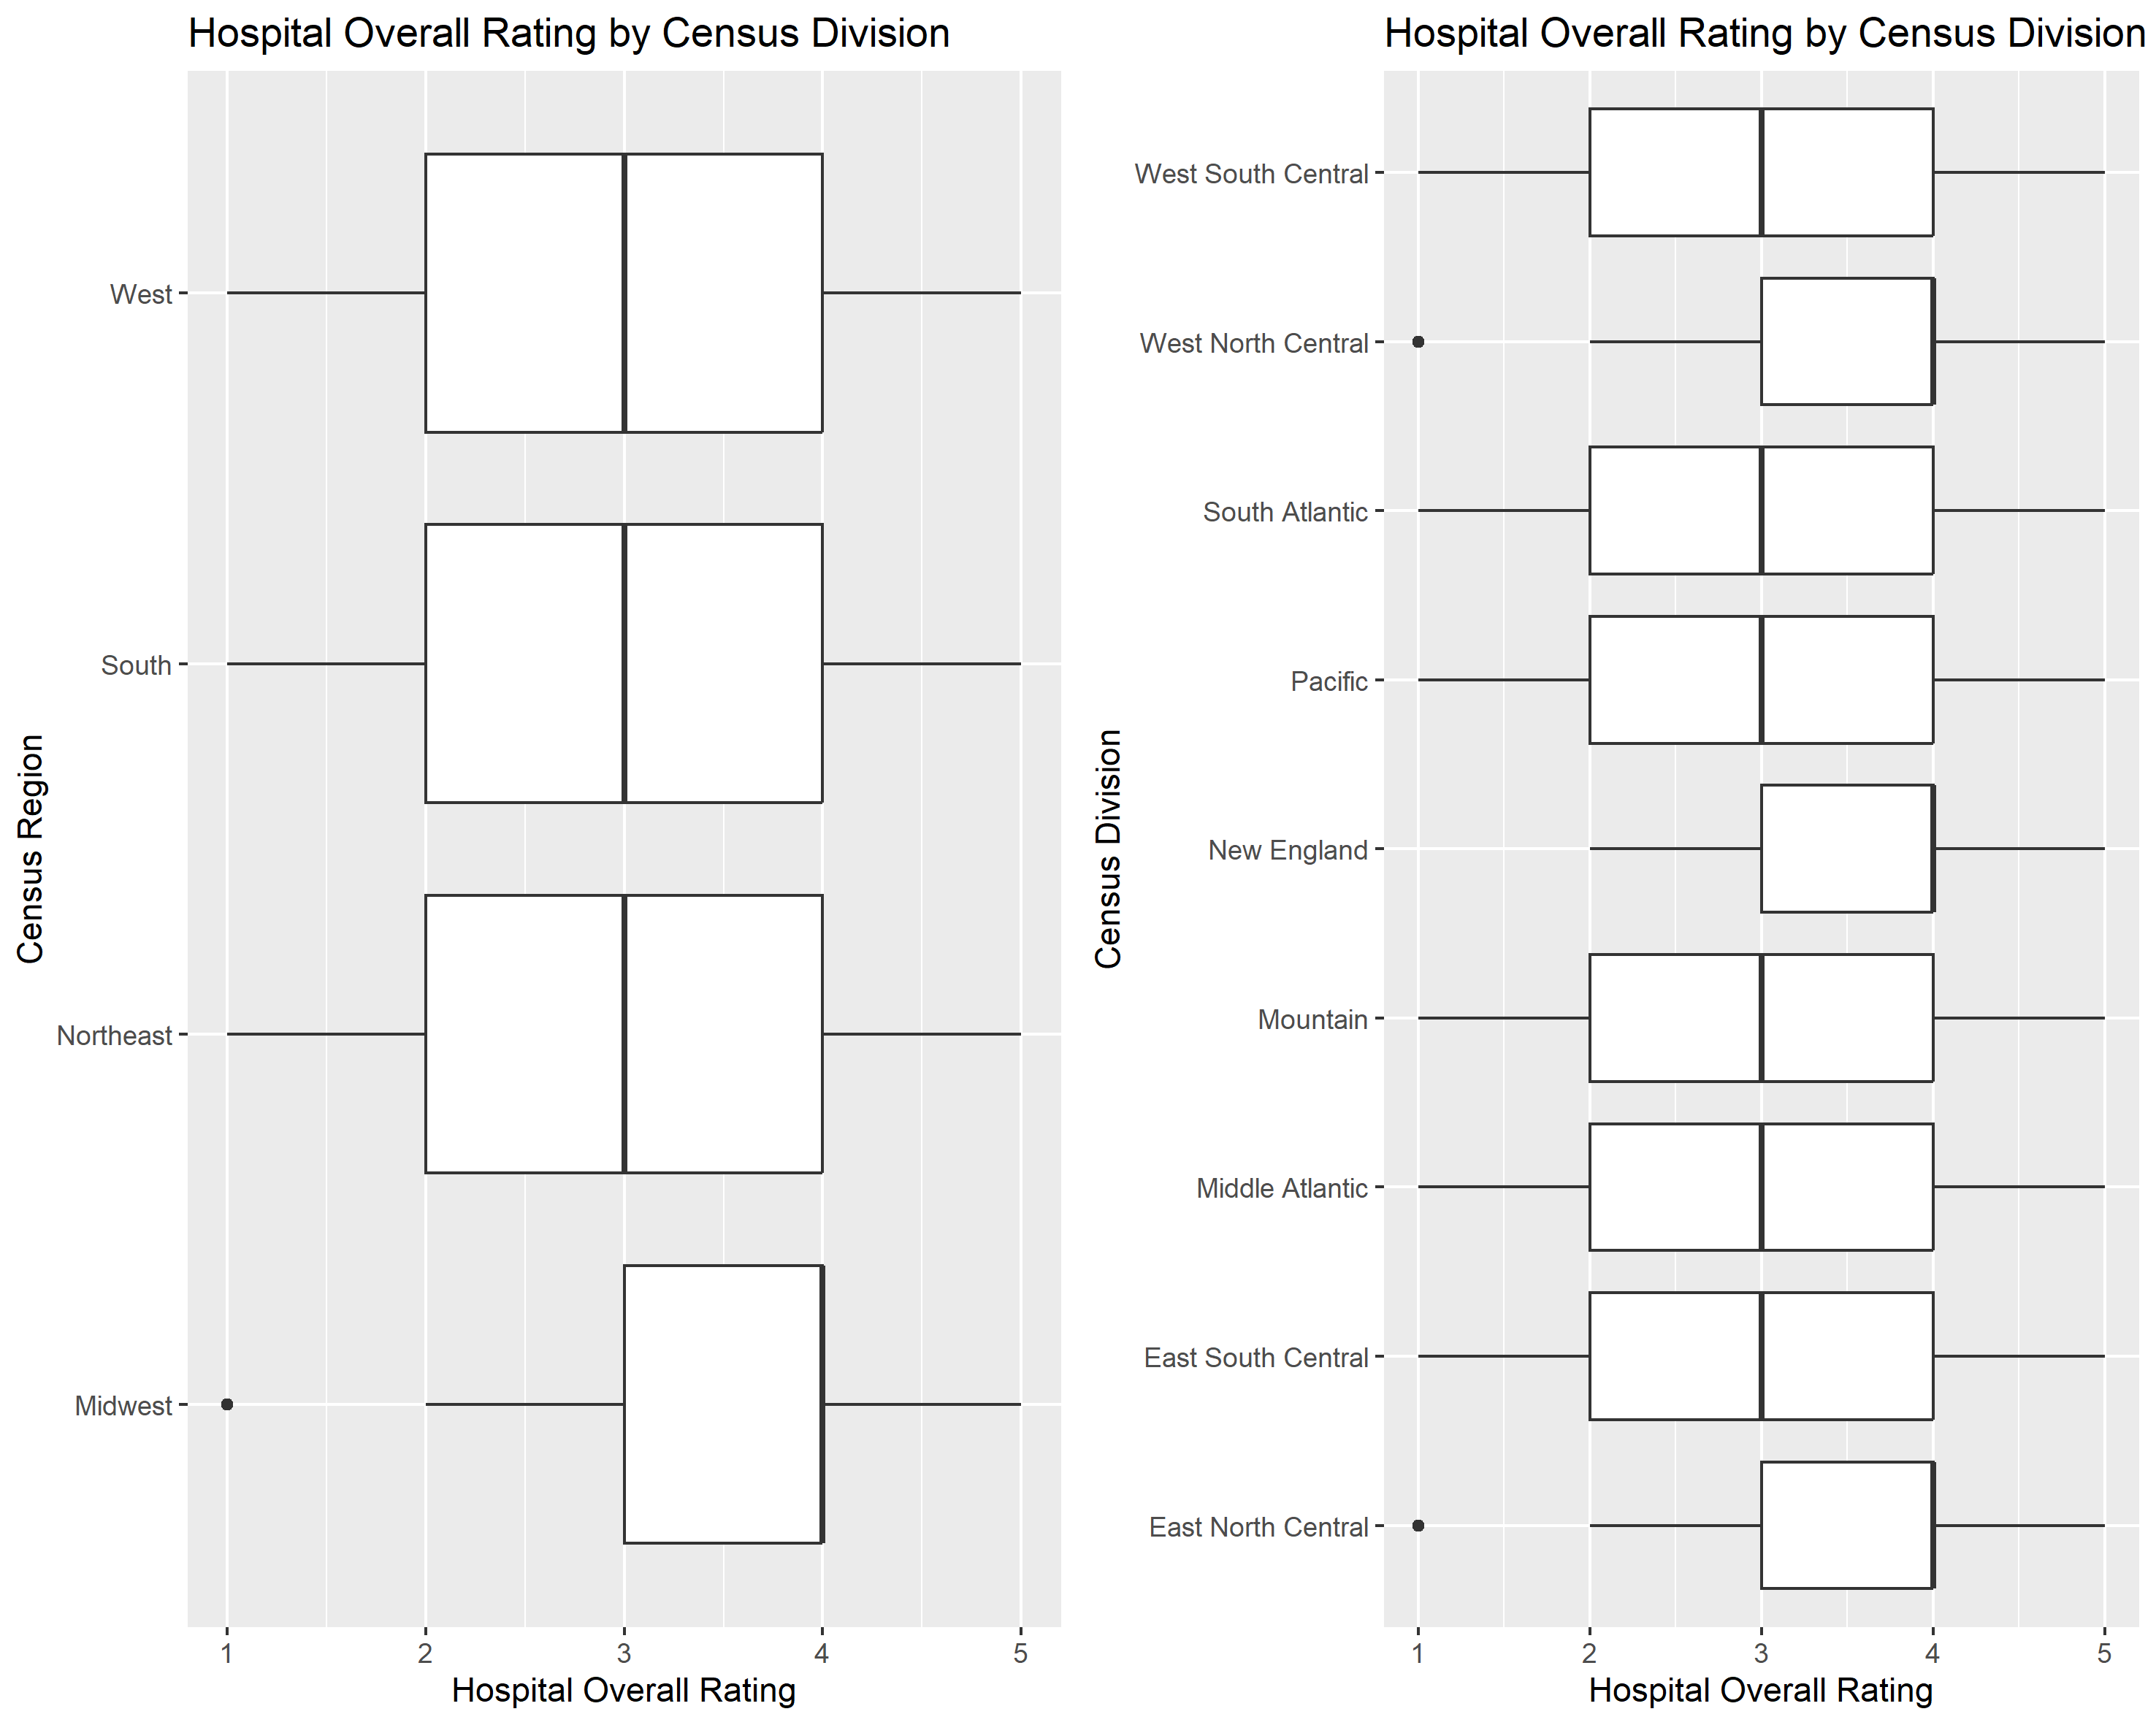 Hospital Overall Rating by Census Division
Census Region
West
South
Northeast
Midwest
1 2 3 4 5
Hospital Overall Rating
Hospital Overall Rating by Census Division
Census Division
West South Central
West North Central
South Atlantic
Pacific
New England
Mountain
Middle Atlantic
East South Central
East North Central
1 2 3 4 5
Hospital Overall Rating